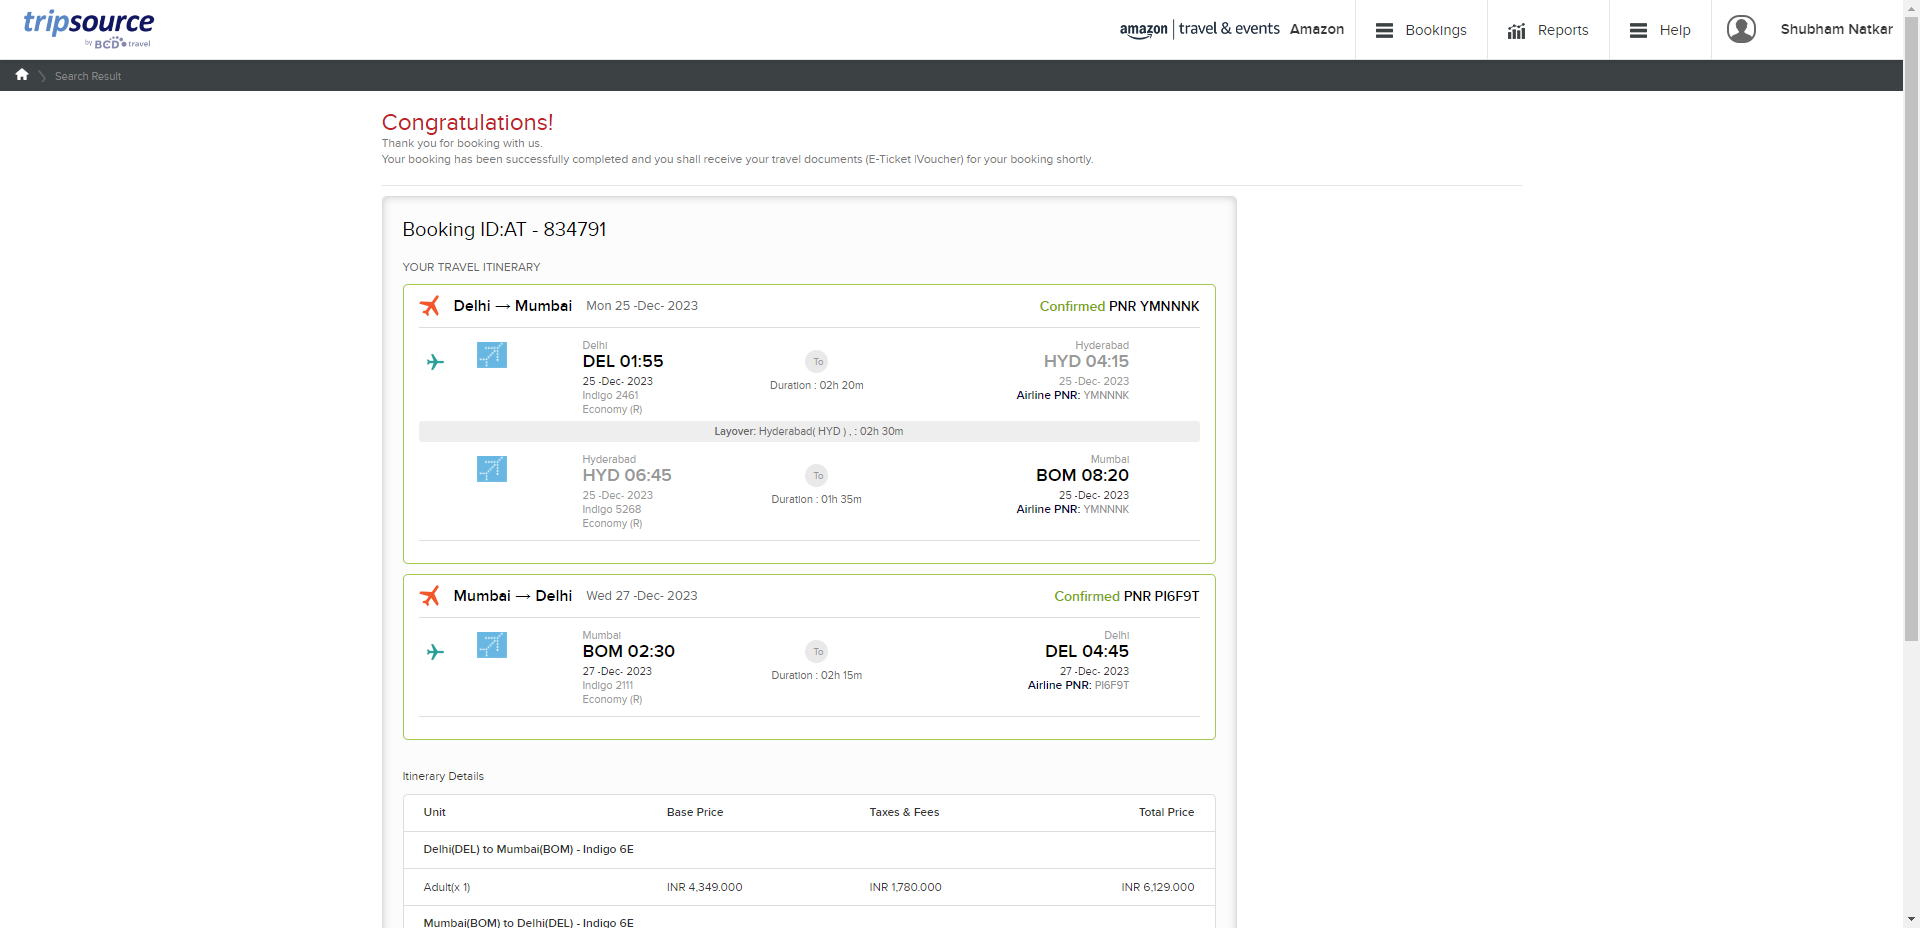 tripsource
by BCD travel
amazon | travel & events Amazon
Bookings
Reports
Help
Shubham Natkar
Search Result
Congratulations!
Thank you for booking with us.
Your booking has been successfully completed and you shall receive your travel documents (E-Ticket |Voucher) for your booking shortly.
Booking ID:AT - 834791
YOUR TRAVEL ITINERARY
Delhi → Mumbai Mon 25 -Dec- 2023 Confirmed PNR YMNNNK
Delhi Hyderabad
DEL 01:55 To HYD 04:15
25 -Dec- 2023 Duration : 02h 20m 25 -Dec- 2023
Indigo 2461 Airline PNR: YMNNNK
Economy (R)
Layover: Hyderabad( HYD ) , : 02h 30m
Hyderabad Mumbai
HYD 06:45 To BOM 08:20
25 -Dec- 2023 Duration : 01h 35m 25 -Dec- 2023
Indigo 5268 Airline PNR: YMNNNK
Economy (R)
Mumbai → Delhi Wed 27 -Dec- 2023 Confirmed PNR PI6F9T
Mumbai Delhi
BOM 02:30 To DEL 04:45
27 -Dec- 2023 Duration : 02h 15m 27 -Dec- 2023
Indigo 2111 Airline PNR: PI6F9T
Economy (R)
Itinerary Details
Unit Base Price Taxes & Fees Total Price
Delhi(DEL) to Mumbai(BOM) - Indigo 6E
Adult(x 1) INR 4,349.000 INR 1,780.000 INR 6,129.000
Mumbai(BOM) to Delhi(DEL) - Indigo 6E